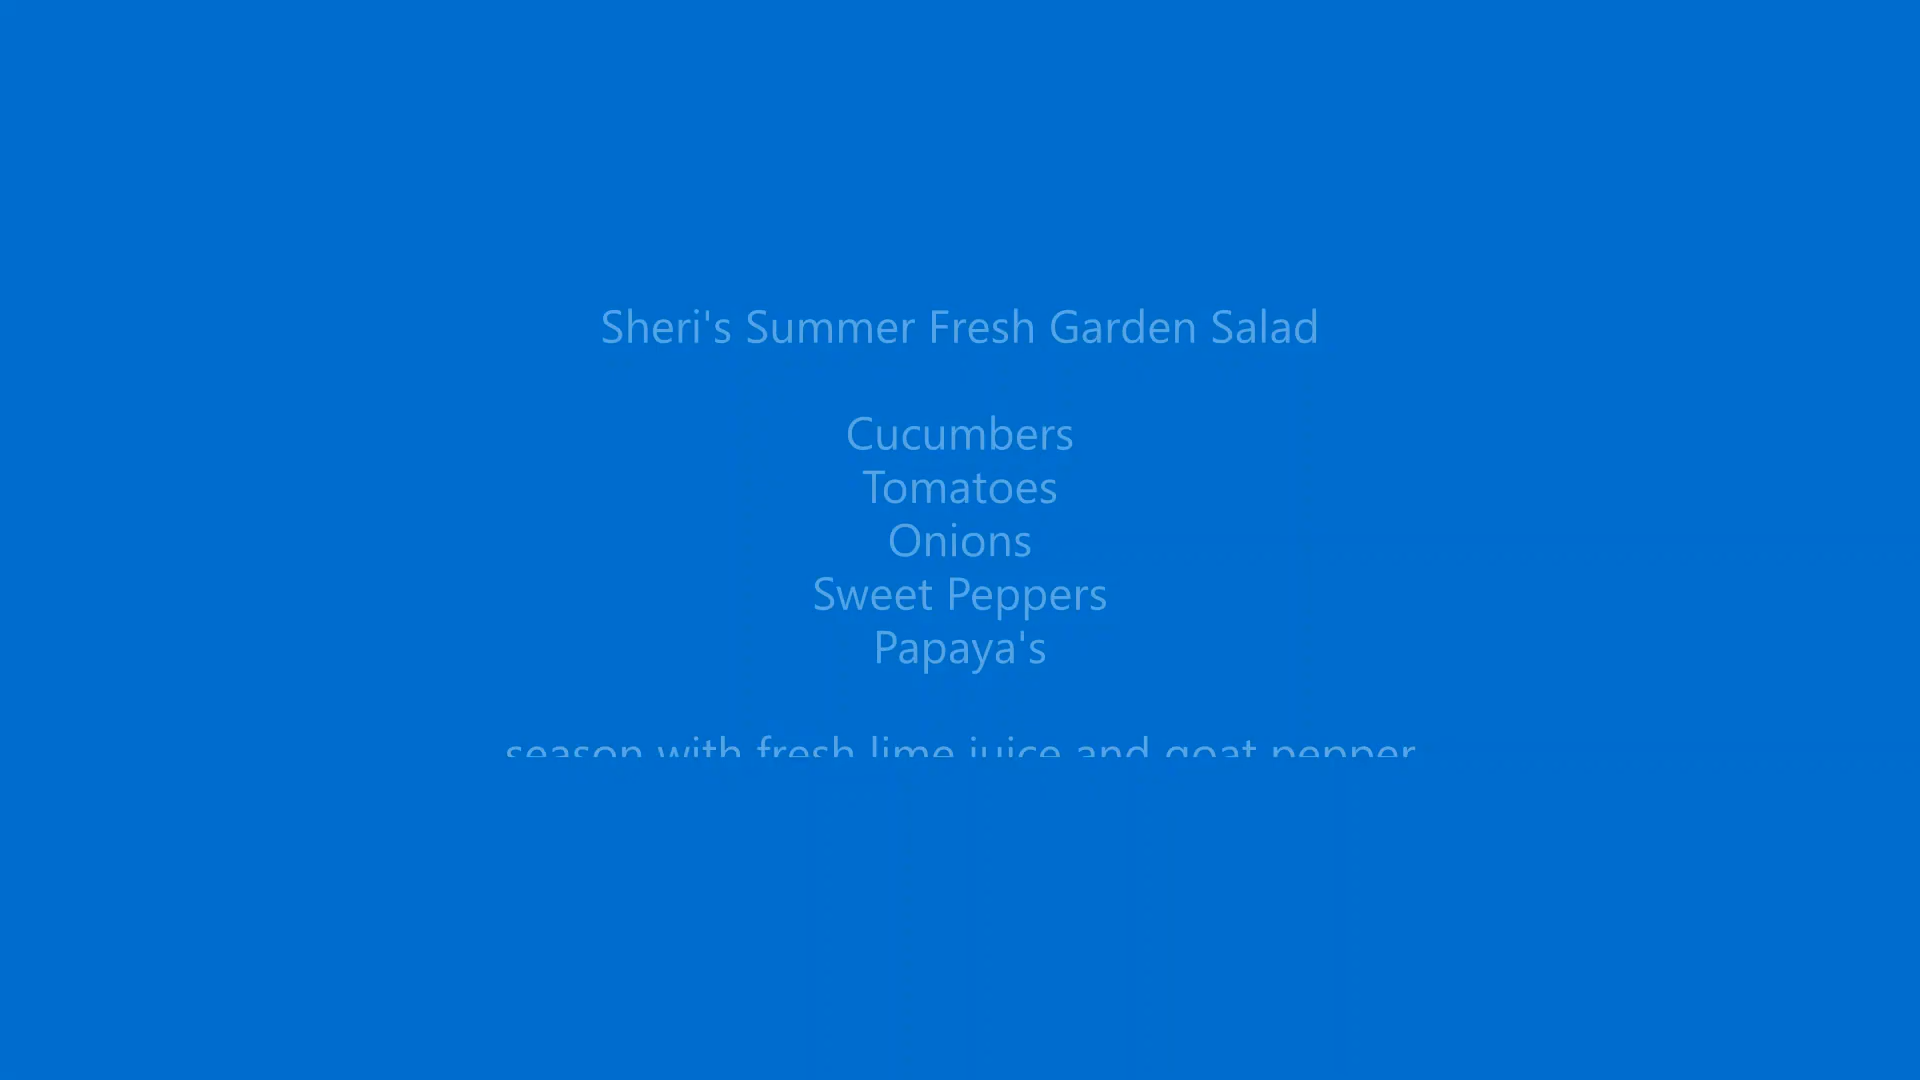 Sheri's Summer Fresh Garden Salad
Cucumbers
Tomatoes
Onions
Sweet Peppers
Papaya's
season with fresh lime juice and goat pepper